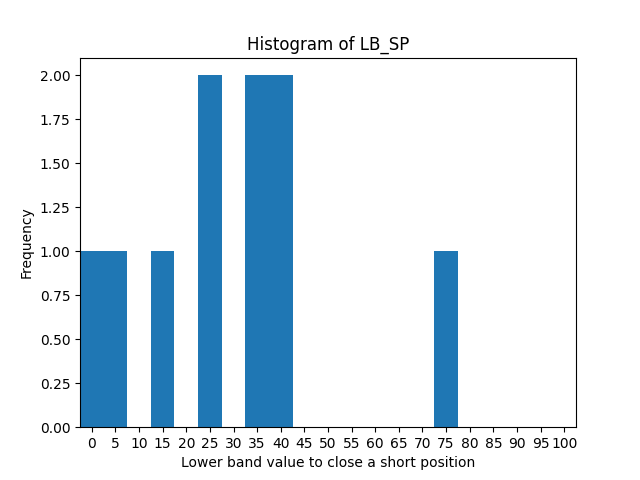 Histogram of LB_SP
2.00
1.75
1.50
1.25
1.00
0.75
0.50
0.25
0.00
Frequency
0 5 10 15 20 25 30 35 40 45 50 55 60 65 70 75 80 85 90 95 100
Lower band value to close a short position